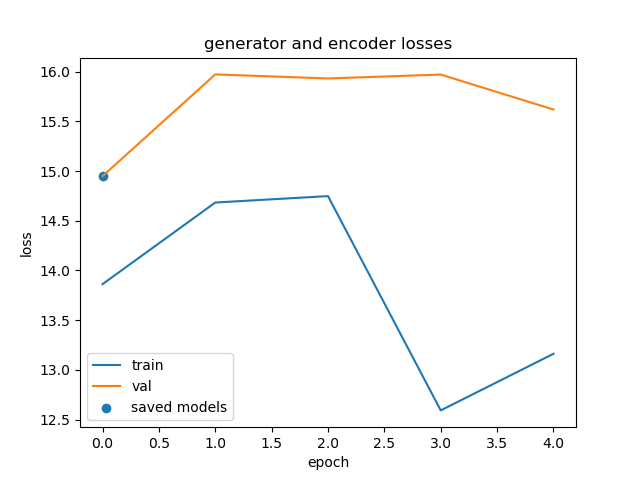 generator and encoder losses
16.0
15.5
15.0
14.5
14.0
13.5
13.0
12.5
loss
train
val
saved models
0.0 0.5 1.0 1.5 2.0 2.5 3.0 3.5 4.0
epoch